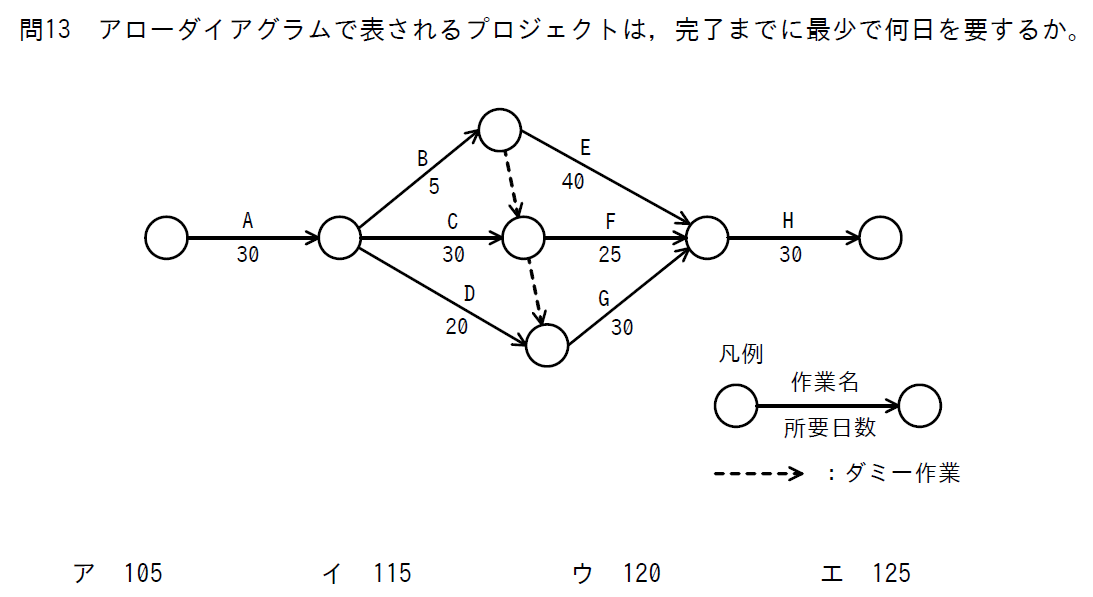 問13 アローダイアグラムで表されるプロジェクトは，完了までに最少で何日を要するか。
B
5
E
40
A
30
C
30
F
25
H
30
D
20
G
30
凡例
作業名
所要日数
：ダミー作業
ア 105 イ 115 ウ 120 エ 125